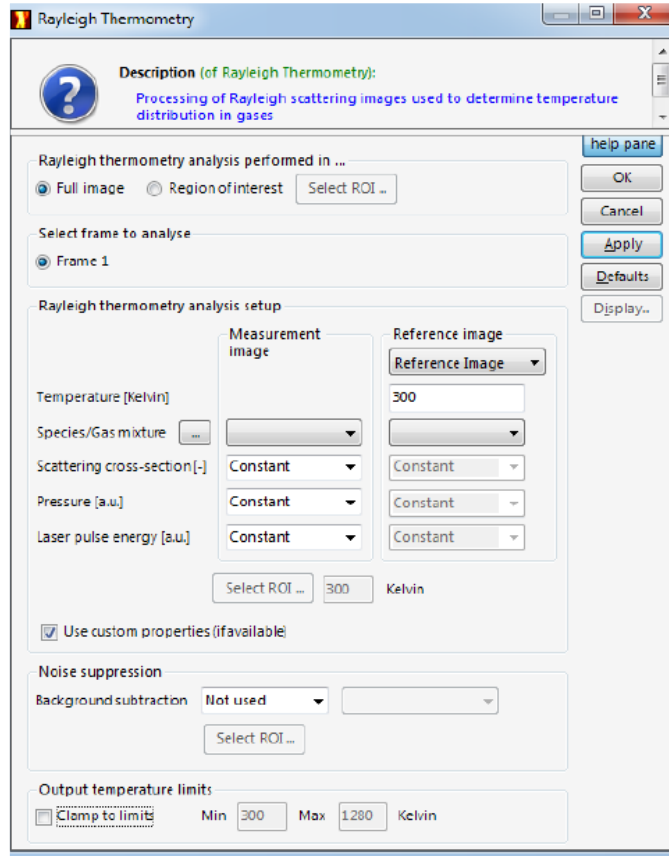 Rayleigh Thermometry
Description (of Rayleigh Thermometry):
Processing of Rayleigh scattering images used to determine temperature
distribution in gases
help pane
OK
Cancel
Apply
Defaults
Display..
Rayleigh thermometry analysis performed in ...
Full image Region of interest Select ROI ...
Select frame to analyse
Frame 1
Rayleigh thermometry analysis setup
Measurement
image
Reference image
Reference Image
Temperature [Kelvin] 300
Species/Gas mixture ...
Scattering cross-section [-] Constant Constant
Pressure [a.u.] Constant Constant
Laser pulse energy [a.u.] Constant Constant
Select ROI ... 300 Kelvin
Use custom properties (if available)
Noise suppression
Background subtraction Not used
Select ROI ...
Output temperature limits
Clamp to limits Min 300 Max 1280 Kelvin